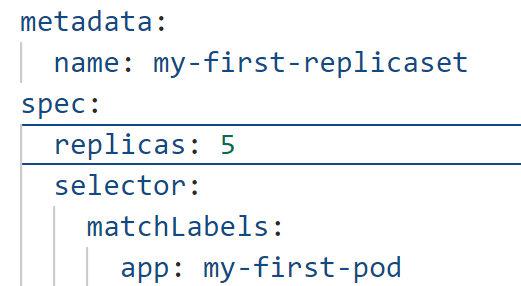 metadata:
  name: my-first-replicaset
spec:
  replicas: 5
  selector:
    matchLabels:
      app: my-first-pod